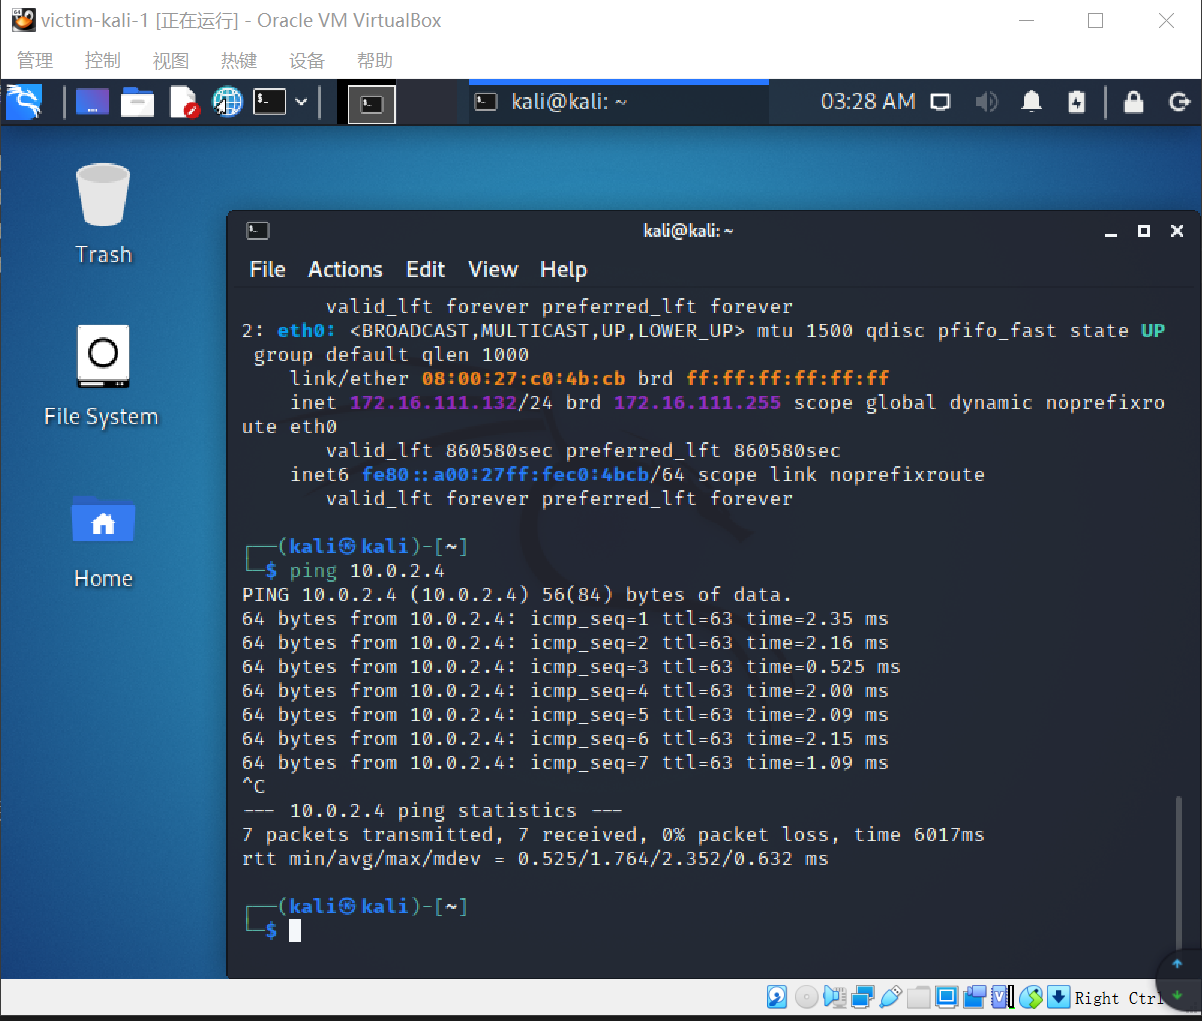 victim-kali-1 [正在运行] - Oracle VM VirtualBox
管理 控制 视图 热键 设备 帮助
kali@kali: ~ 03:28 AM
Trash
File System
Home
kali@kali: ~
File Actions Edit View Help
valid_lft forever preferred_lft forever
2: eth0: <BROADCAST,MULTICAST,UP,LOWER_UP> mtu 1500 qdisc pfifo_fast state UP
group default qlen 1000
link/ether 08:00:27:c0:4b:cb brd ff:ff:ff:ff:ff:ff
inet 172.16.111.132/24 brd 172.16.111.255 scope global dynamic noprefixro
ute eth0
valid_lft 860580sec preferred_lft 860580sec
inet6 fe80::a00:27ff:fec0:4bcb/64 scope link noprefixroute
valid_lft forever preferred_lft forever
┌──(kali㉿kali)-[~]
└─$ ping 10.0.2.4
PING 10.0.2.4 (10.0.2.4) 56(84) bytes of data.
64 bytes from 10.0.2.4: icmp_seq=1 ttl=63 time=2.35 ms
64 bytes from 10.0.2.4: icmp_seq=2 ttl=63 time=2.16 ms
64 bytes from 10.0.2.4: icmp_seq=3 ttl=63 time=0.525 ms
64 bytes from 10.0.2.4: icmp_seq=4 ttl=63 time=2.00 ms
64 bytes from 10.0.2.4: icmp_seq=5 ttl=63 time=2.09 ms
64 bytes from 10.0.2.4: icmp_seq=6 ttl=63 time=2.15 ms
64 bytes from 10.0.2.4: icmp_seq=7 ttl=63 time=1.09 ms
^C
--- 10.0.2.4 ping statistics ---
7 packets transmitted, 7 received, 0% packet loss, time 6017ms
rtt min/avg/max/mdev = 0.525/1.764/2.352/0.632 ms
┌──(kali㉿kali)-[~]
└─$
Right Ctrl